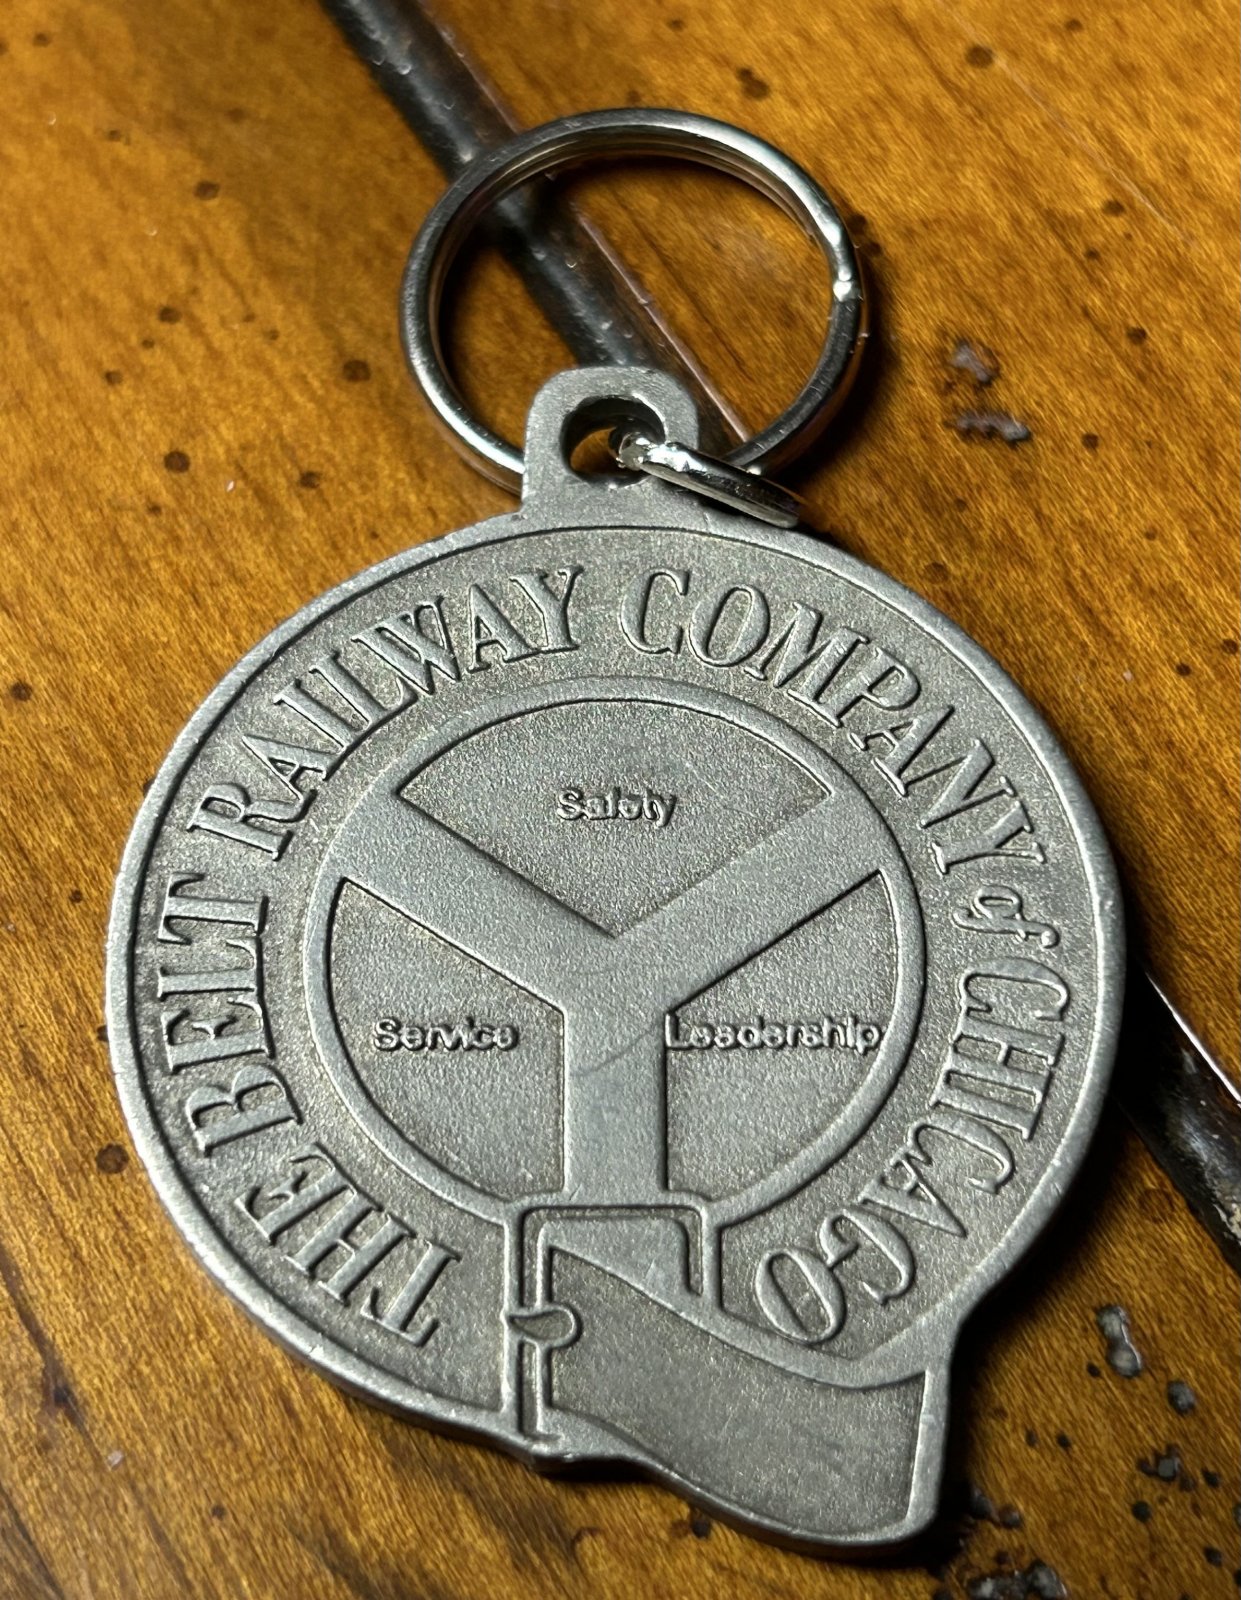 THE BELT RAILWAY COMPANY of CHICAGO
Safety
Service
Leadership